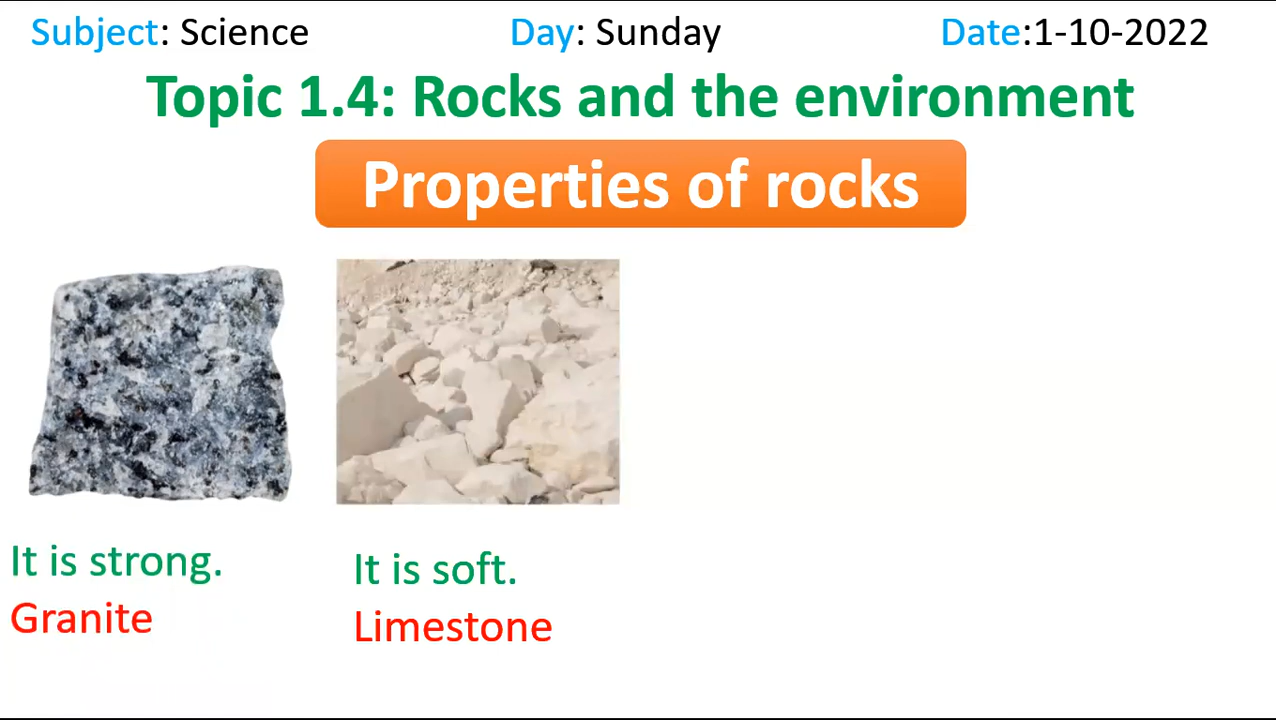 Subject: Science Day: Sunday Date:1-10-2022
Topic 1.4: Rocks and the environment
Properties of rocks
It is strong.
Granite
It is soft.
Limestone